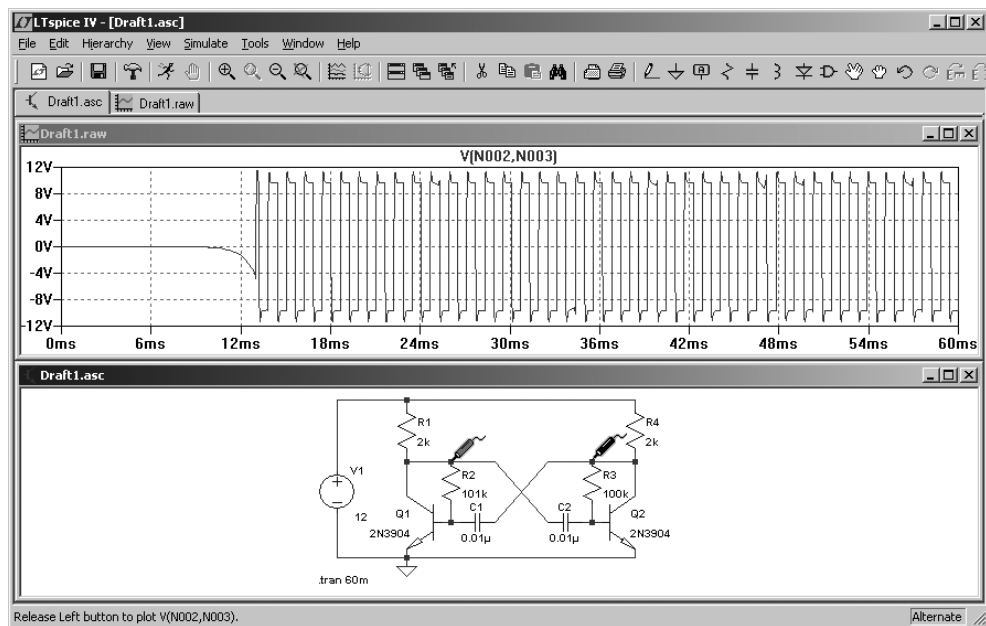 LTspice IV - [Draft1.asc]
File Edit Hierarchy View Simulate Tools Window Help
Draft1.asc Draft1.raw
Draft1.raw
V(N002,N003)
12V
8V
4V
0V
-4V
-8V
-12V
0ms 6ms 12ms 18ms 24ms 30ms 36ms 42ms 48ms 54ms 60ms
Draft1.asc
R1
2k
R4
2k
V1
12
R2
101k
R3
100k
Q1
2N3904
C1
0.01µ
C2
0.01µ
Q2
2N3904
.tran 60m
Release Left button to plot V(N002,N003).
Alternate